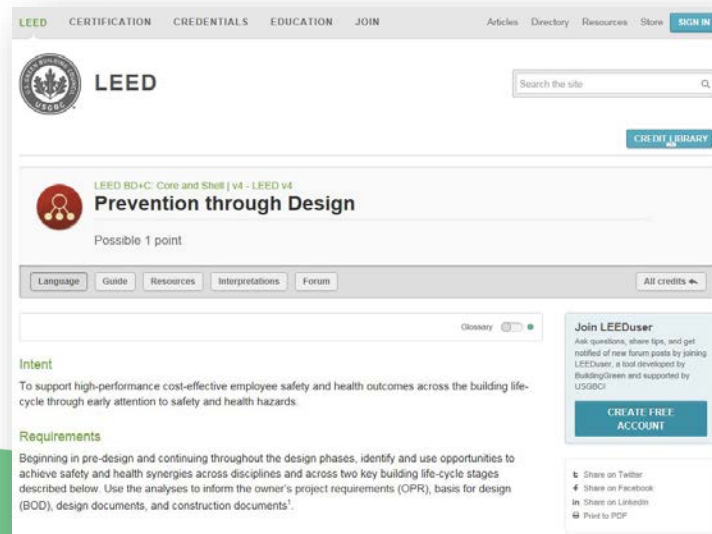 LEED CERTIFICATION CREDENTIALS EDUCATION JOIN Articles Directory Resources Store SIGN IN
U.S. GREEN BUILDING COUNCIL
USGBC
LEED
Search the site
CREDIT LIBRARY
LEED BD+C: Core and Shell | v4 - LEED v4
Prevention through Design
Possible 1 point
Language Guide Resources Interpretations Forum All credits
Glossary
Intent
To support high-performance cost-effective employee safety and health outcomes across the building life-
cycle through early attention to safety and health hazards.
Requirements
Beginning in pre-design and continuing throughout the design phases, identify and use opportunities to
achieve safety and health synergies across disciplines and across two key building life-cycle stages
described below. Use the analyses to inform the owner's project requirements (OPR), basis for design
(BOD), design documents, and construction documents¹.
Join LEEDuser
Ask questions, share tips, and get
notified of new forum posts by joining
LEEDuser, a tool developed by
BuildingGreen and supported by
USGBC!
CREATE FREE
ACCOUNT
Share on Twitter
Share on Facebook
Share on LinkedIn
Print to PDF